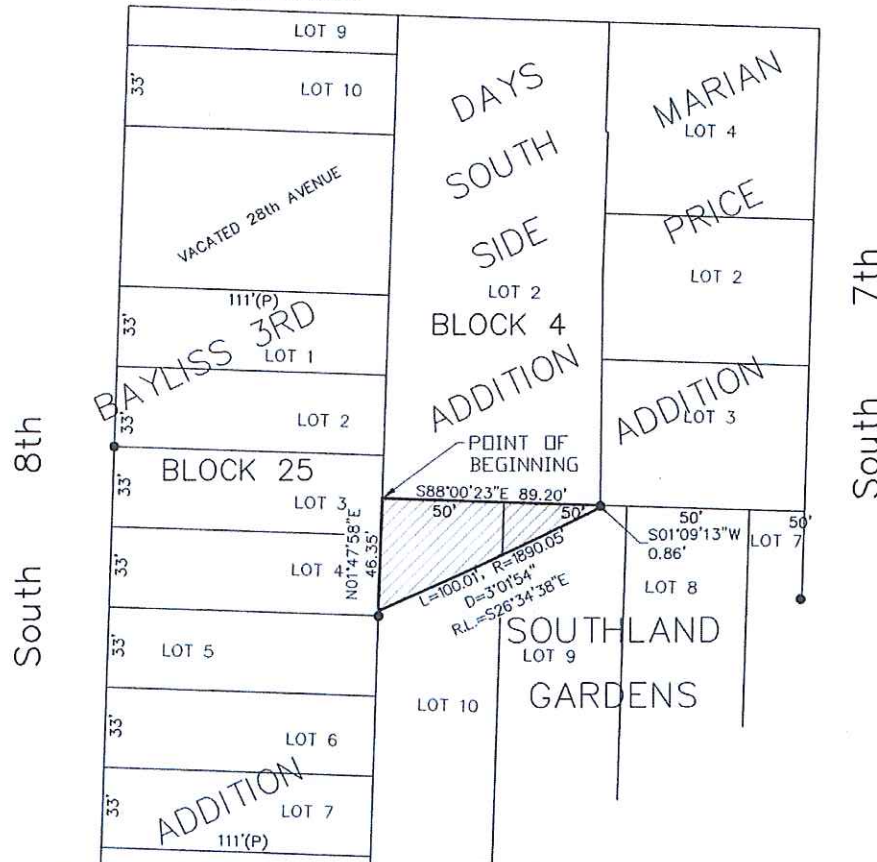 LOT 9
33'
LOT 10
VACATED 28th AVENUE
111'(P)
33'
LOT 1
33'
LOT 2
BAYLISS 3RD
BLOCK 25
33'
LOT 3
33'
LOT 4
33'
LOT 5
33'
LOT 6
33'
LOT 7
ADDITION
111'(P)
South 8th
DAYS
SOUTH
SIDE
LOT 2
BLOCK 4
ADDITION
POINT OF
BEGINNING
S88°00'23"E 89.20'
50'
50'
N01°47'58"E
46.35'
L=100.01', R=1890.05'
D=3°01'54"
R.L.=S26°34'38"E
MARIAN
LOT 4
PRICE
LOT 2
ADDITION
LOT 3
S01°09'13"W
0.86'
50'
50'
LOT 7
LOT 8
SOUTHLAND
LOT 9
GARDENS
LOT 10
South 7th